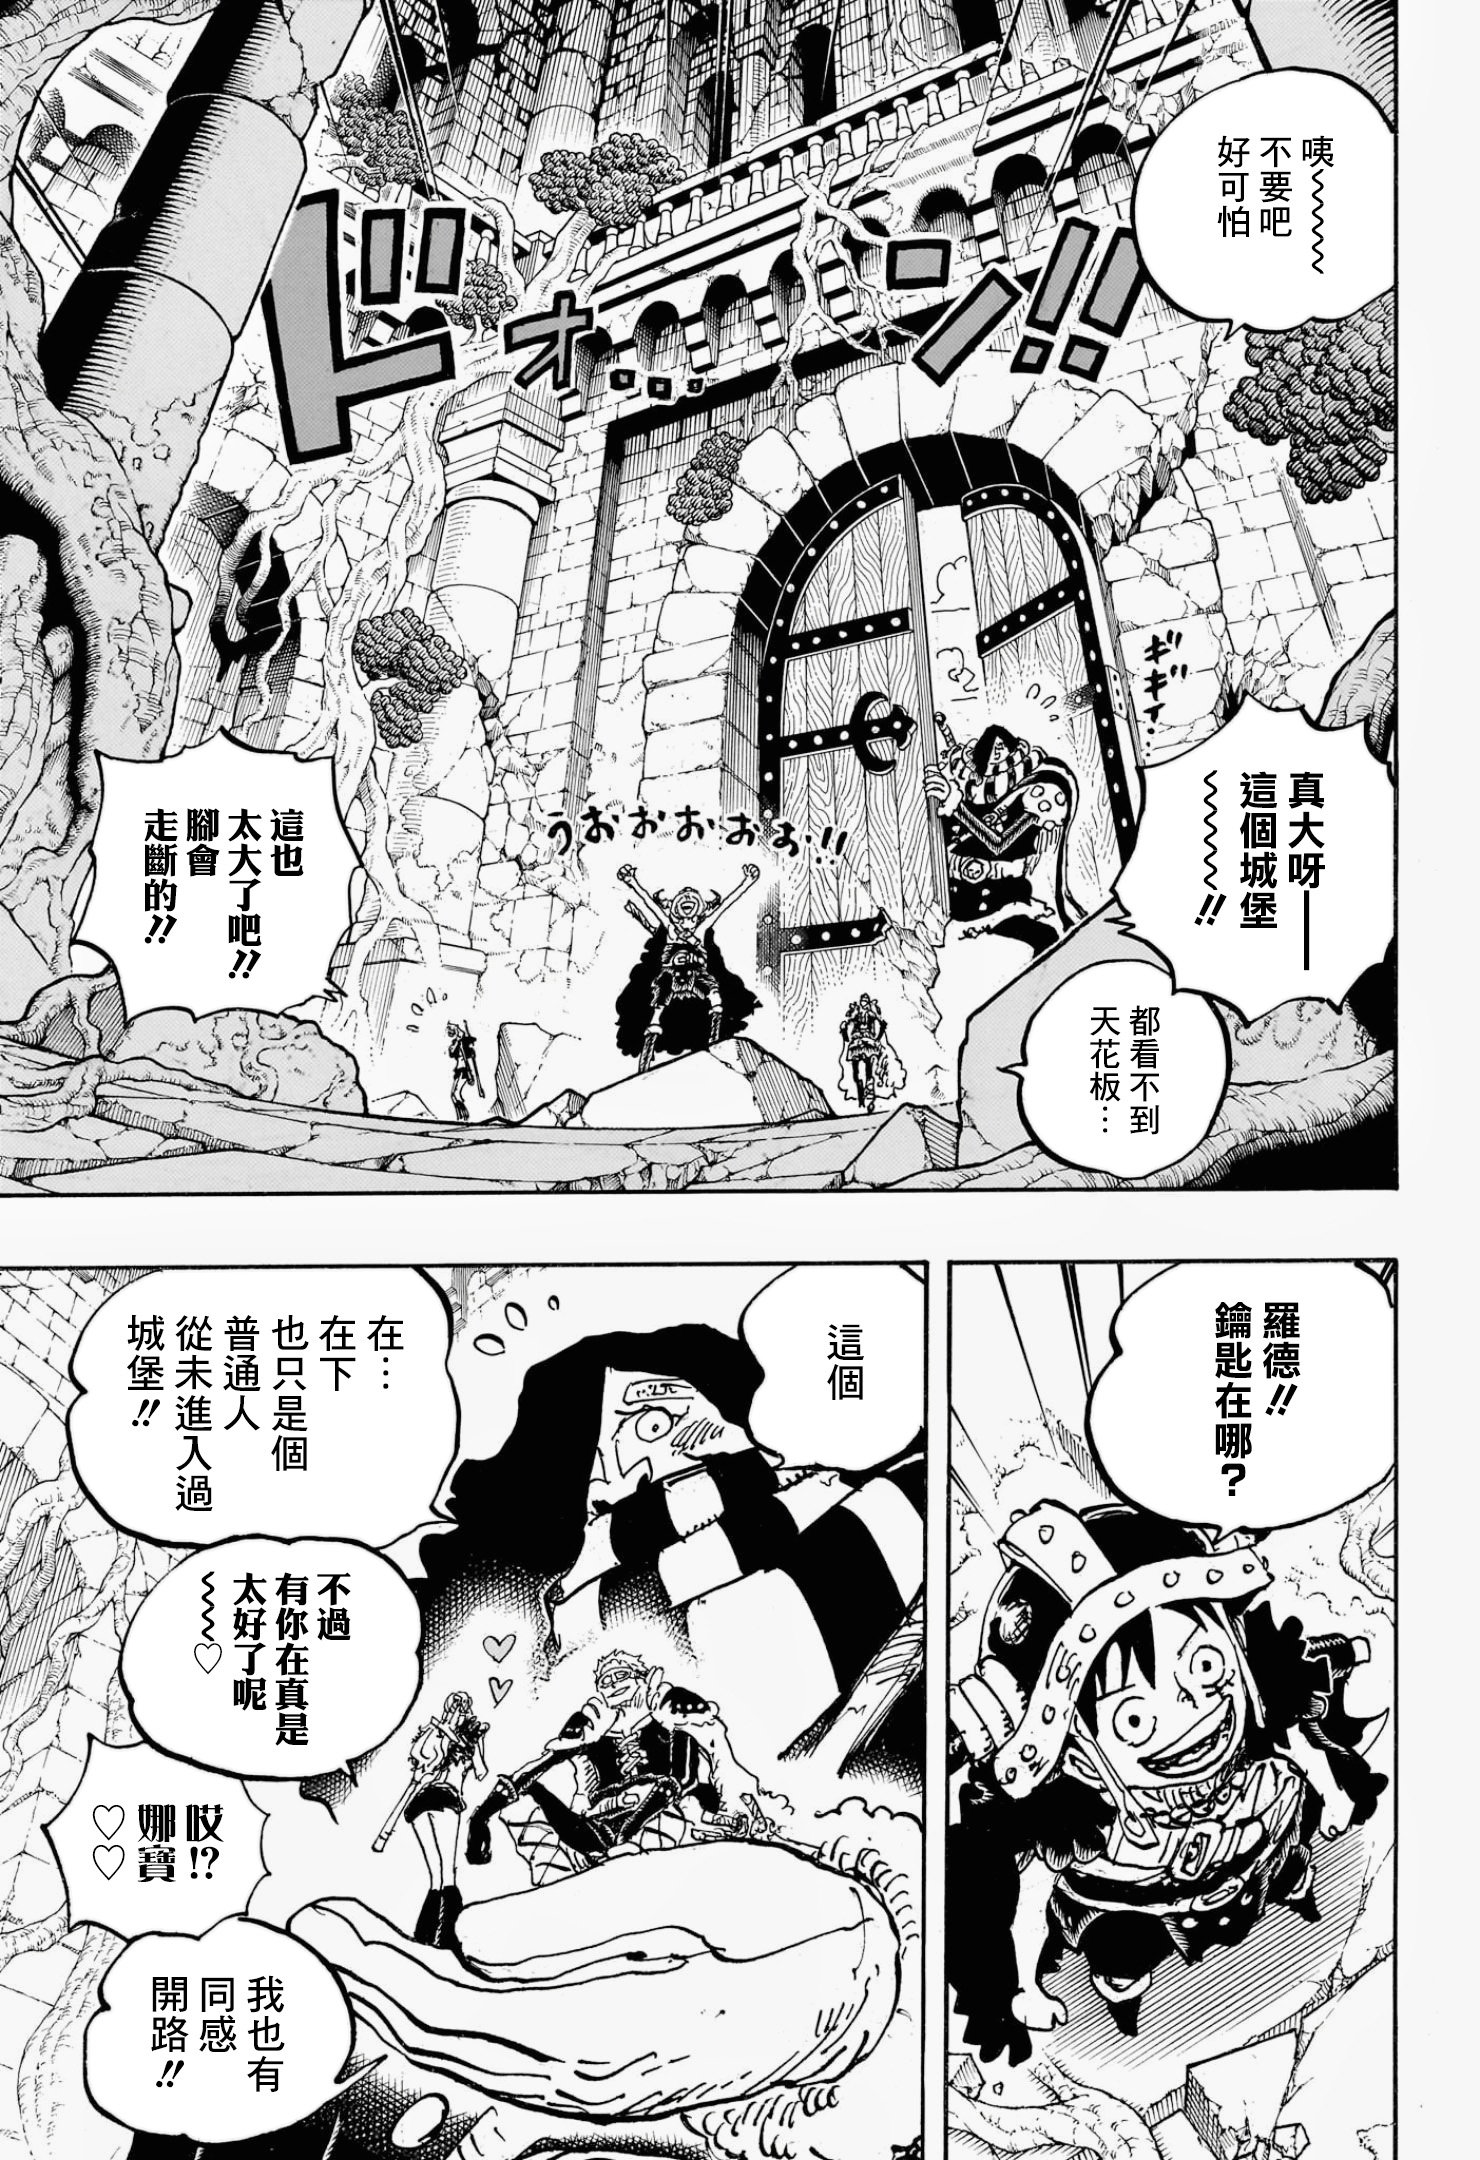 咦~~~~
不要吧
好可怕
ドォ…ン!!
ギギィ…
真大呀——
這個城堡
~~~~!!
都看不到
天花板…
うおおおおお!!
這也
太大了吧!!
腳會
走斷的!!
羅德!!
鑰匙在哪?
這個
在…
在下
也只是個
普通人
從未進入過
城堡!!
不過
有你在真是
太好了呢
~~~♡
哎!?
娜寶
♡♡
我也有
同感
開路!!